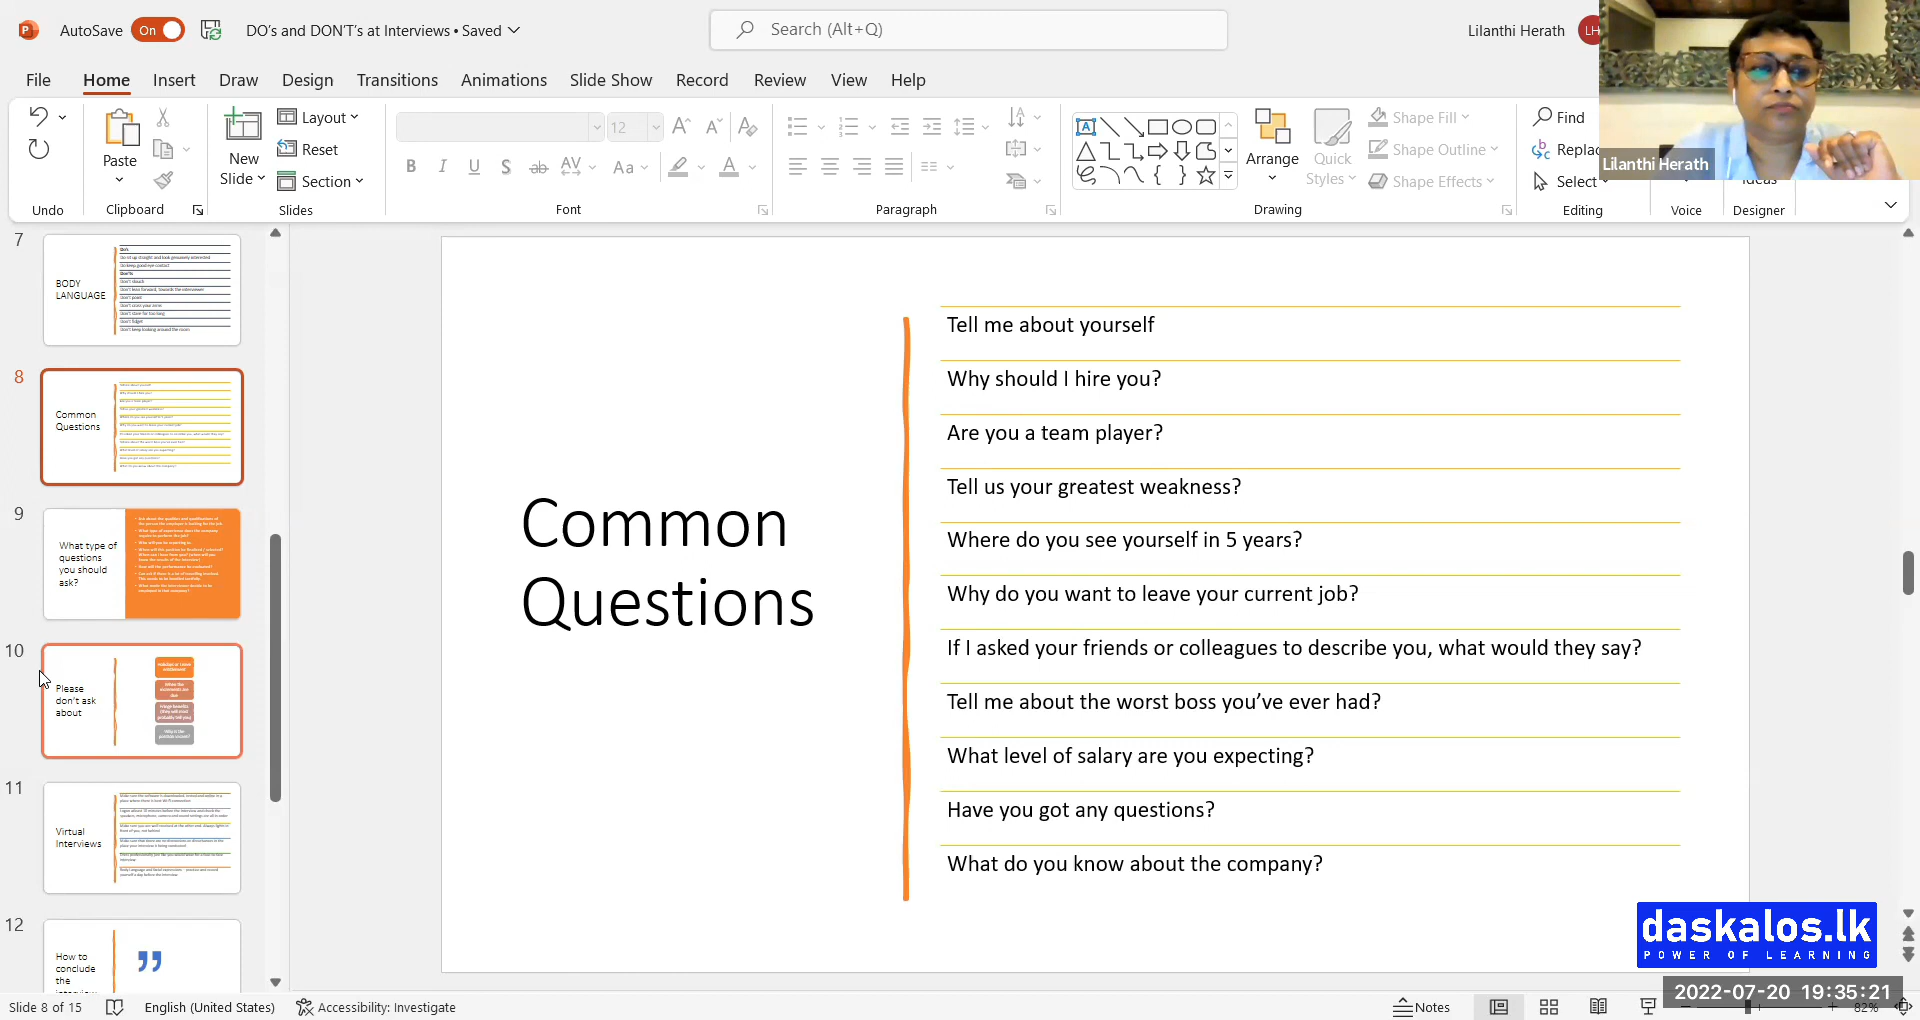 AutoSave On DO's and DON'T's at Interviews • Saved Search (Alt+Q) Lilanthi Herath LH
File Home Insert Draw Design Transitions Animations Slide Show Record Review View Help
Paste
New Slide
Layout
Reset
Section
12
Arrange
Quick Styles
Shape Fill
Shape Outline
Shape Effects
Find
Select
Lilanthi Herath
Undo Clipboard Slides Font Paragraph Drawing Editing Voice Designer
7
BODY
LANGUAGE
8
Common
Questions
9
What type of
questions
you should
ask?
10
Please
don't ask
about
11
Virtual
Interviews
12
How to
conclude
the
Common
Questions
Tell me about yourself
Why should I hire you?
Are you a team player?
Tell us your greatest weakness?
Where do you see yourself in 5 years?
Why do you want to leave your current job?
If I asked your friends or colleagues to describe you, what would they say?
Tell me about the worst boss you've ever had?
What level of salary are you expecting?
Have you got any questions?
What do you know about the company?
daskalos.lk
POWER OF LEARNING
2022-07-20 19:35:21
Slide 8 of 15 English (United States) Accessibility: Investigate Notes 82%